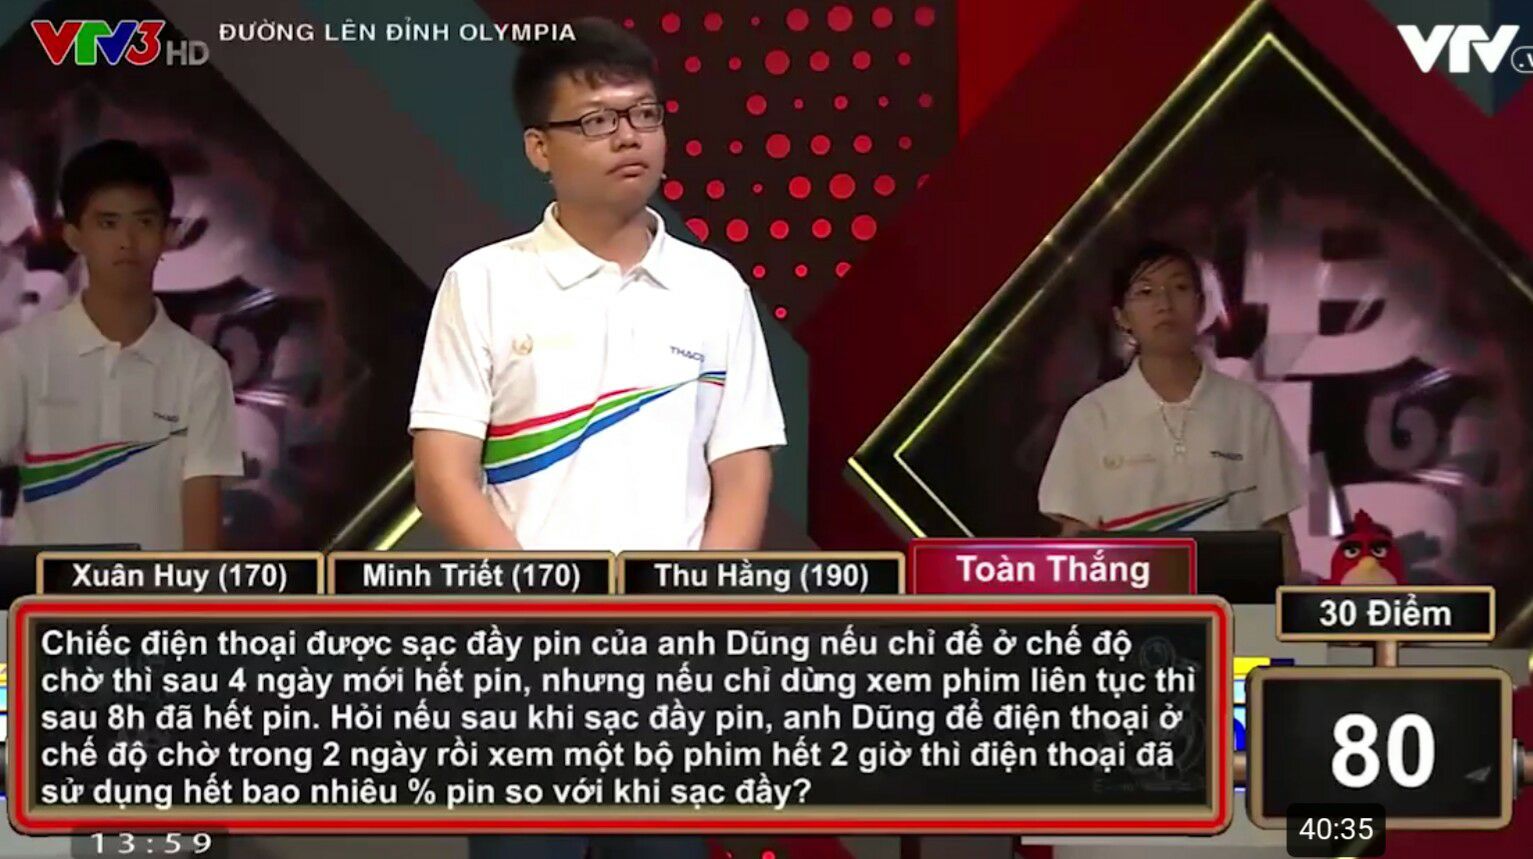 VTV3 HD
ĐƯỜNG LÊN ĐỈNH OLYMPIA
VTV
THACO
THACO
THACO
Xuân Huy (170)
Minh Triết (170)
Thu Hằng (190)
Toàn Thắng
30 Điểm
80
Chiếc điện thoại được sạc đầy pin của anh Dũng nếu chỉ để ở chế độ
chờ thì sau 4 ngày mới hết pin, nhưng nếu chỉ dùng xem phim liên tục thì
sau 8h đã hết pin. Hỏi nếu sau khi sạc đầy pin, anh Dũng để điện thoại ở
chế độ chờ trong 2 ngày rồi xem một bộ phim hết 2 giờ thì điện thoại đã
sử dụng hết bao nhiêu % pin so với khi sạc đầy?
13:59
40:35